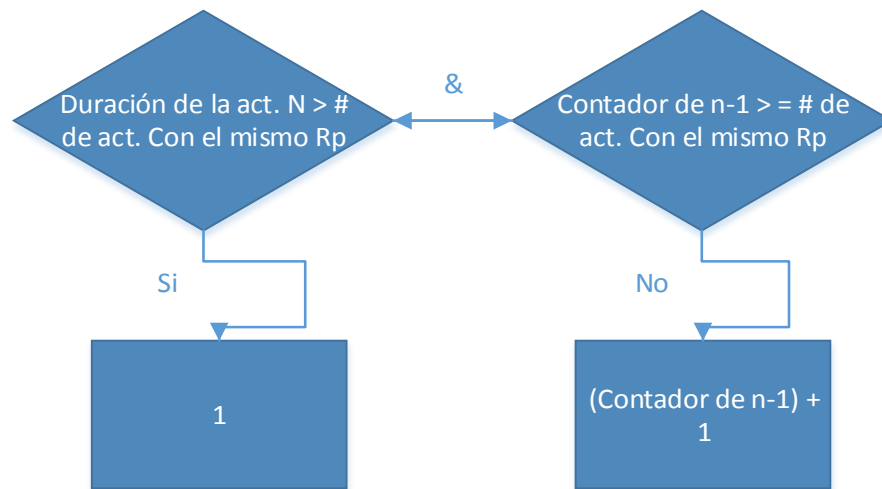 Duración de la act. N > #
de act. Con el mismo Rp
&
Contador de n-1 > = # de
act. Con el mismo Rp
Si
No
1
(Contador de n-1) +
1